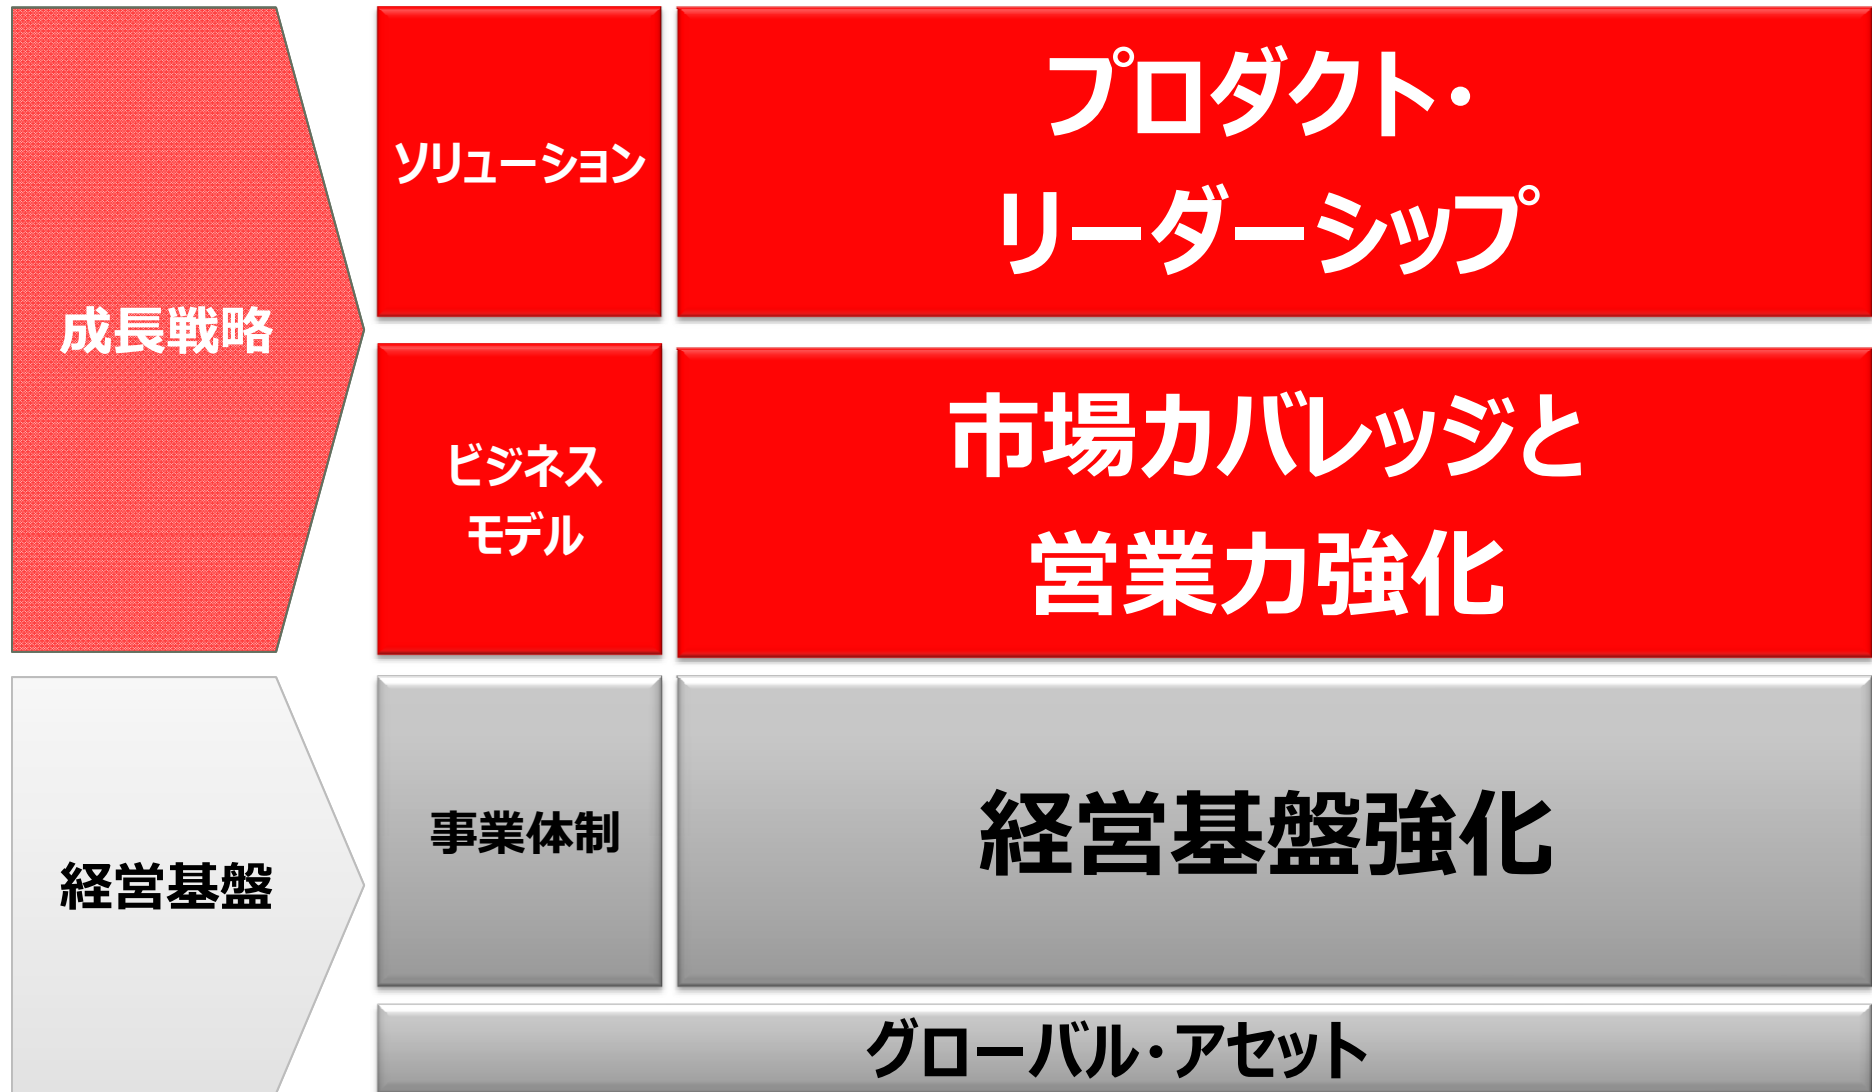 成長戦略
ソリューション
プロダクト・
リーダーシップ
ビジネス
モデル
市場カバレッジと
営業力強化
経営基盤
事業体制
経営基盤強化
グローバル・アセット